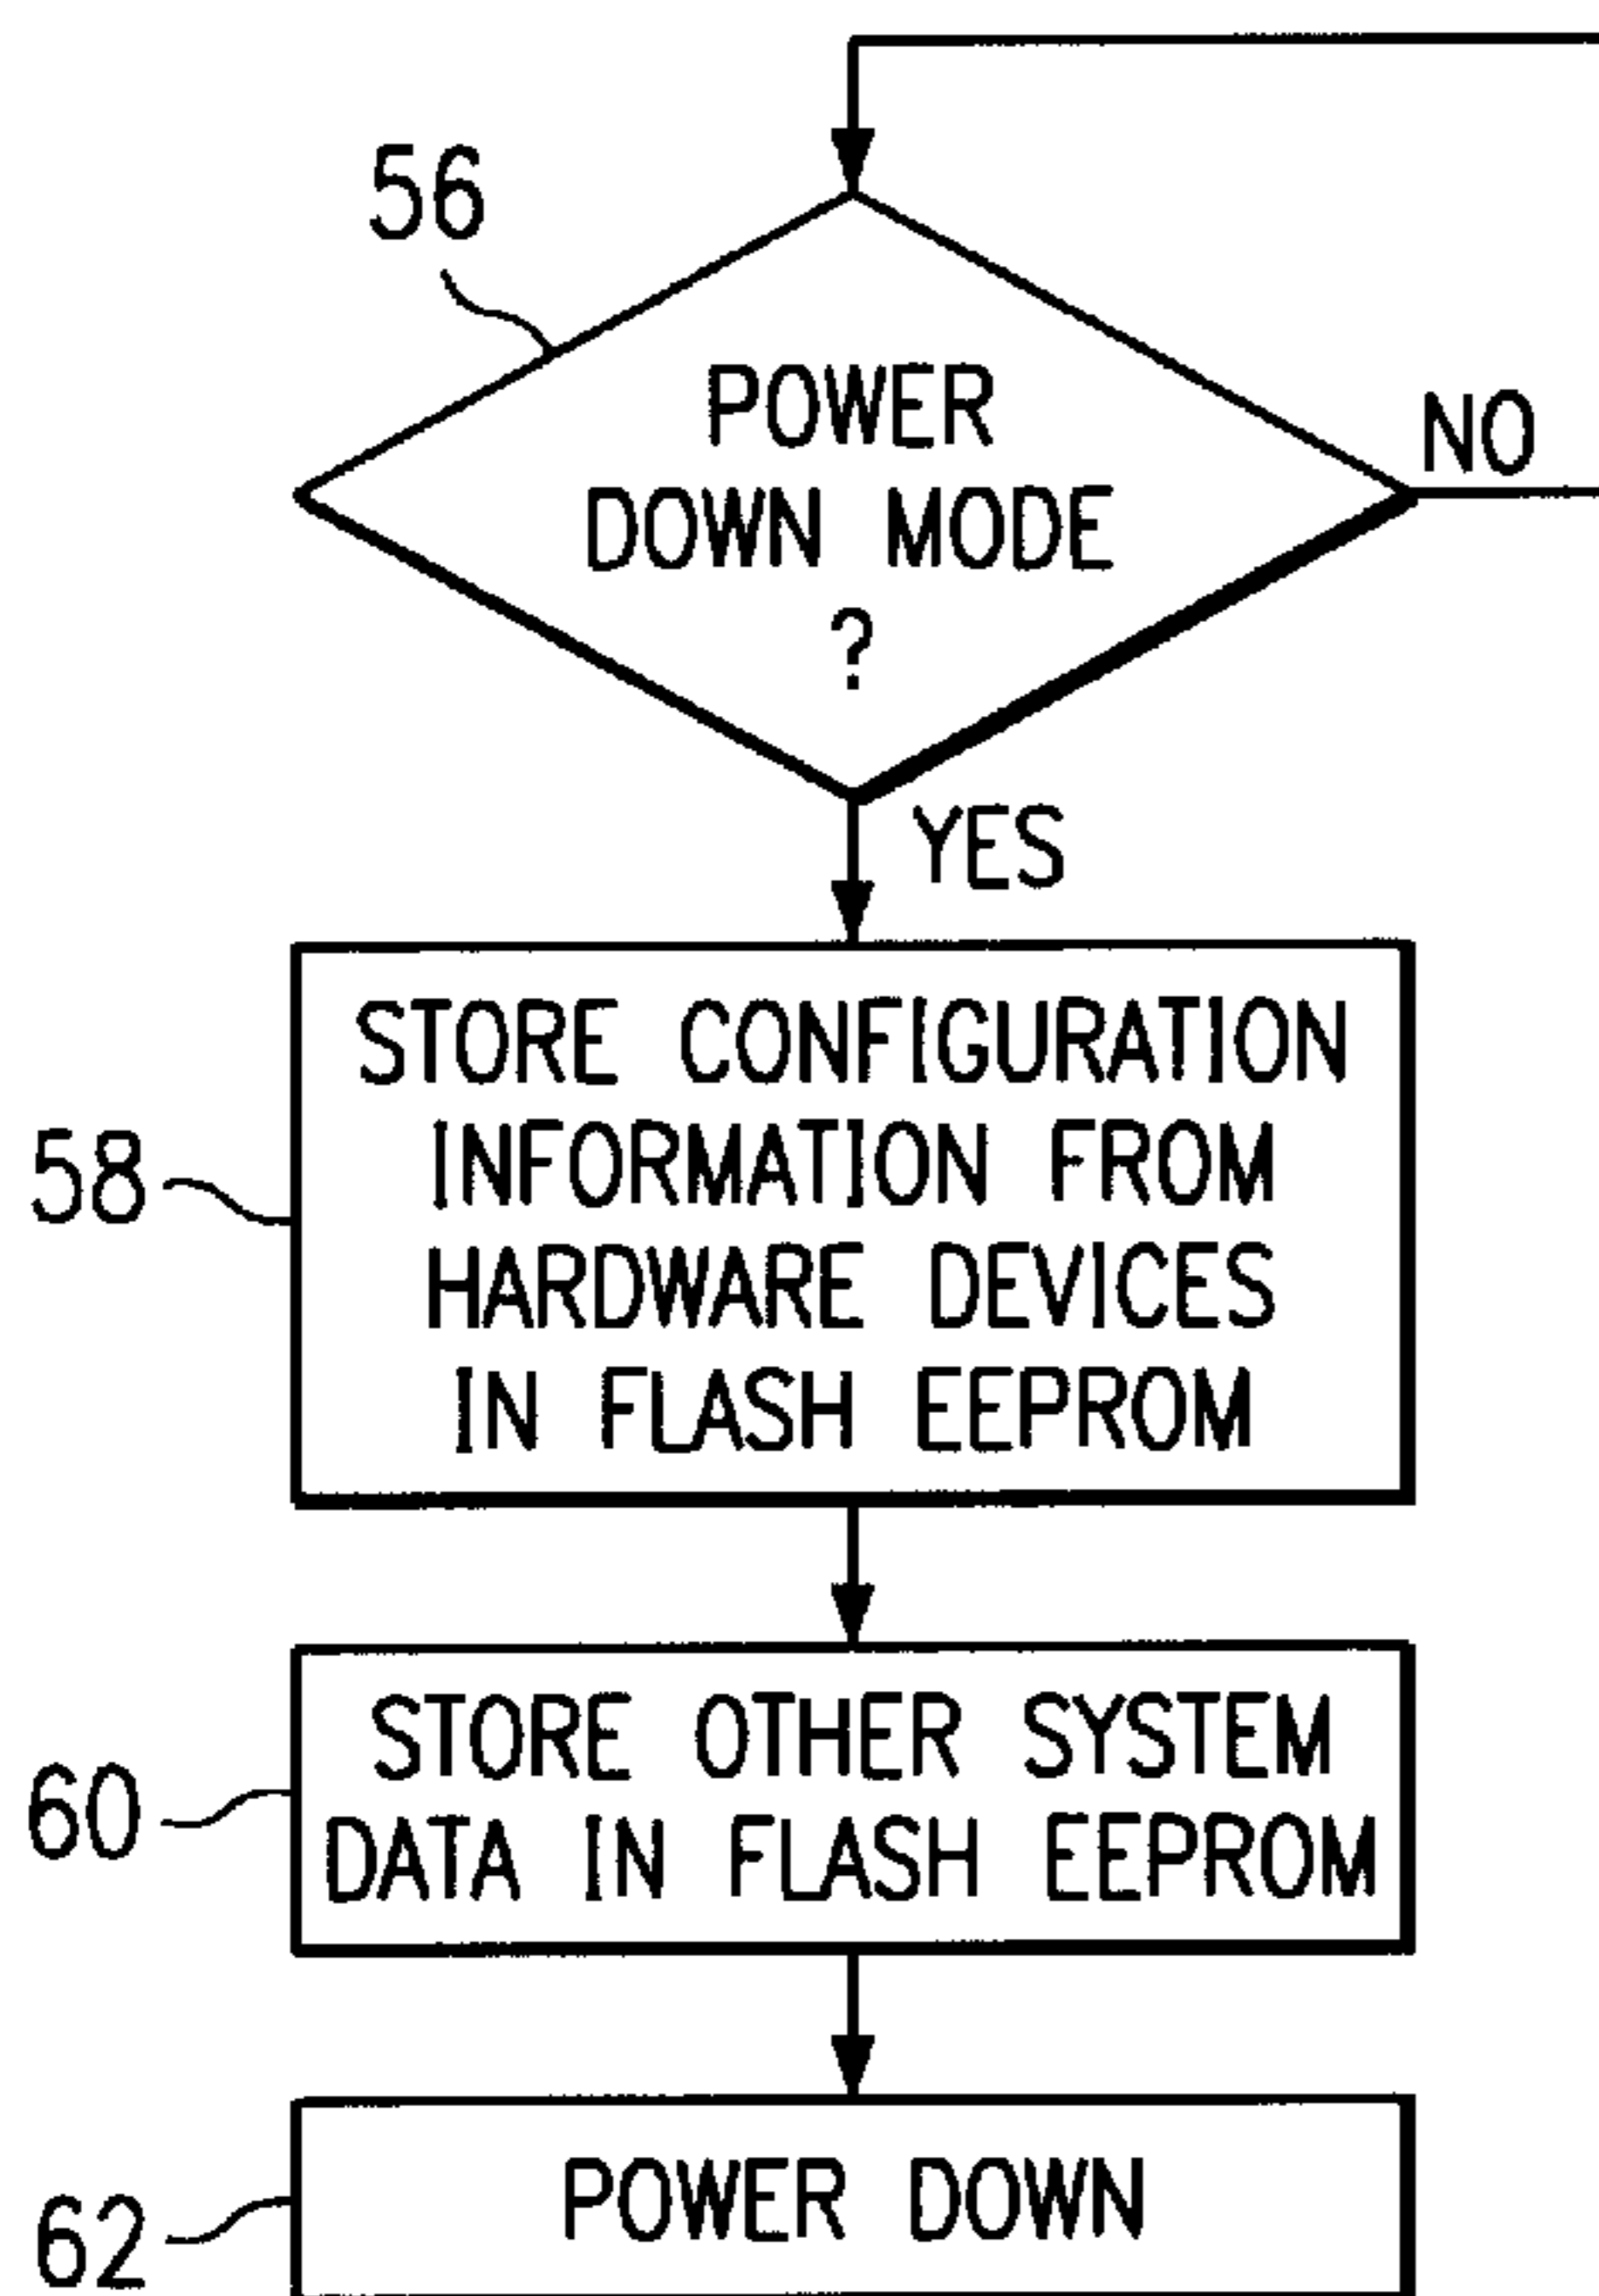 56
POWER
DOWN MODE
?
NO
YES
58
STORE CONFIGURATION
INFORMATION FROM
HARDWARE DEVICES
IN FLASH EEPROM
60
STORE OTHER SYSTEM
DATA IN FLASH EEPROM
62
POWER DOWN